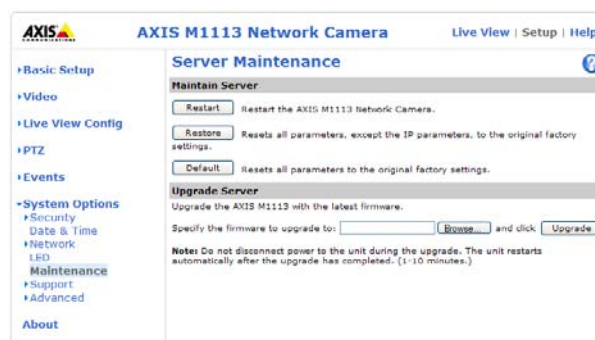 AXIS
COMMUNICATIONS
AXIS M1113 Network Camera
Live View | Setup | Help
Basic Setup
Video
Live View Config
PTZ
Events
System Options
Security
Date & Time
Network
LED
Maintenance
Support
Advanced
About
Server Maintenance
?
Maintain Server
Restart Restart the AXIS M1113 Network Camera.
Restore Resets all parameters, except the IP parameters, to the original factory
settings.
Default Resets all parameters to the original factory settings.
Upgrade Server
Upgrade the AXIS M1113 with the latest firmware.
Specify the firmware to upgrade to: Browse... and click Upgrade
Note: Do not disconnect power to the unit during the upgrade. The unit restarts
automatically after the upgrade has completed. (1-10 minutes.)